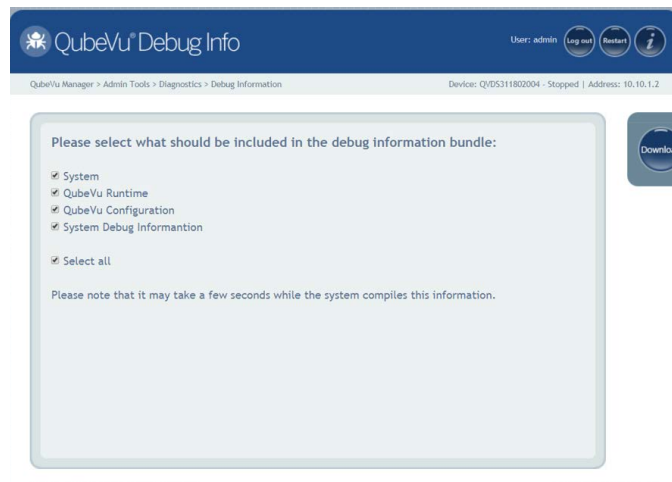 QubeVu® Debug Info
User: admin
Log out
Restart
i
QubeVu Manager > Admin Tools > Diagnostics > Debug Information
Device: QVDS311802004 - Stopped | Address: 10.10.1.2
Please select what should be included in the debug information bundle:
Downlo
System
QubeVu Runtime
QubeVu Configuration
System Debug Informantion
Select all
Please note that it may take a few seconds while the system compiles this information.